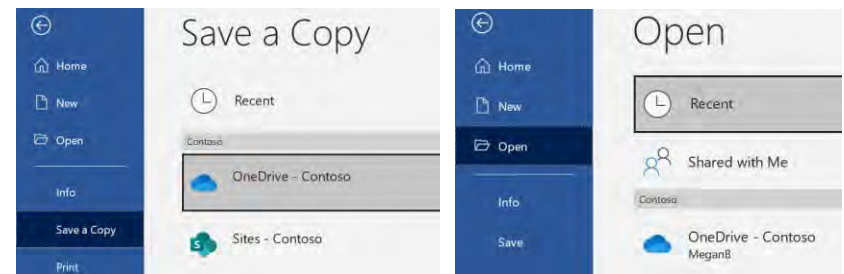 Save a Copy
Home
New
Open
Info
Save a Copy
Print
Recent
Contoso
OneDrive - Contoso
S
Sites - Contoso
Open
Home
New
Open
Info
Save
Recent
Shared with Me
Contoso
OneDrive - Contoso
MeganB